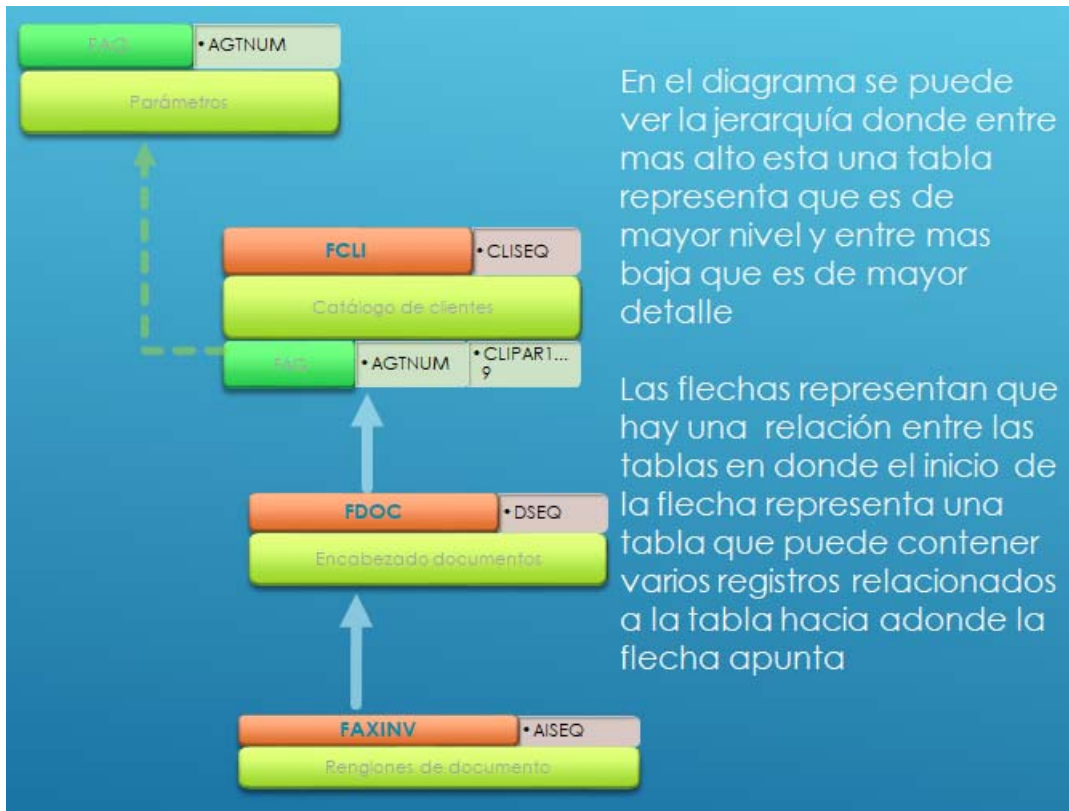 FAG
• AGTNUM
Parámetros
En el diagrama se puede
ver la jerarquía donde entre
mas alto esta una tabla
representa que es de
mayor nivel y entre mas
baja que es de mayor
detalle
FCLI
• CLISEQ
Catálogo de clientes
FAG
• AGTNUM
• CLIPAR1...
9
Las flechas representan que
hay una relación entre las
tablas en donde el inicio de
la flecha representa una
tabla que puede contener
varios registros relacionados
a la tabla hacia adonde la
flecha apunta
FDOC
• DSEQ
Encabezado documentos
FAXINV
• AISEQ
Renglones de documento